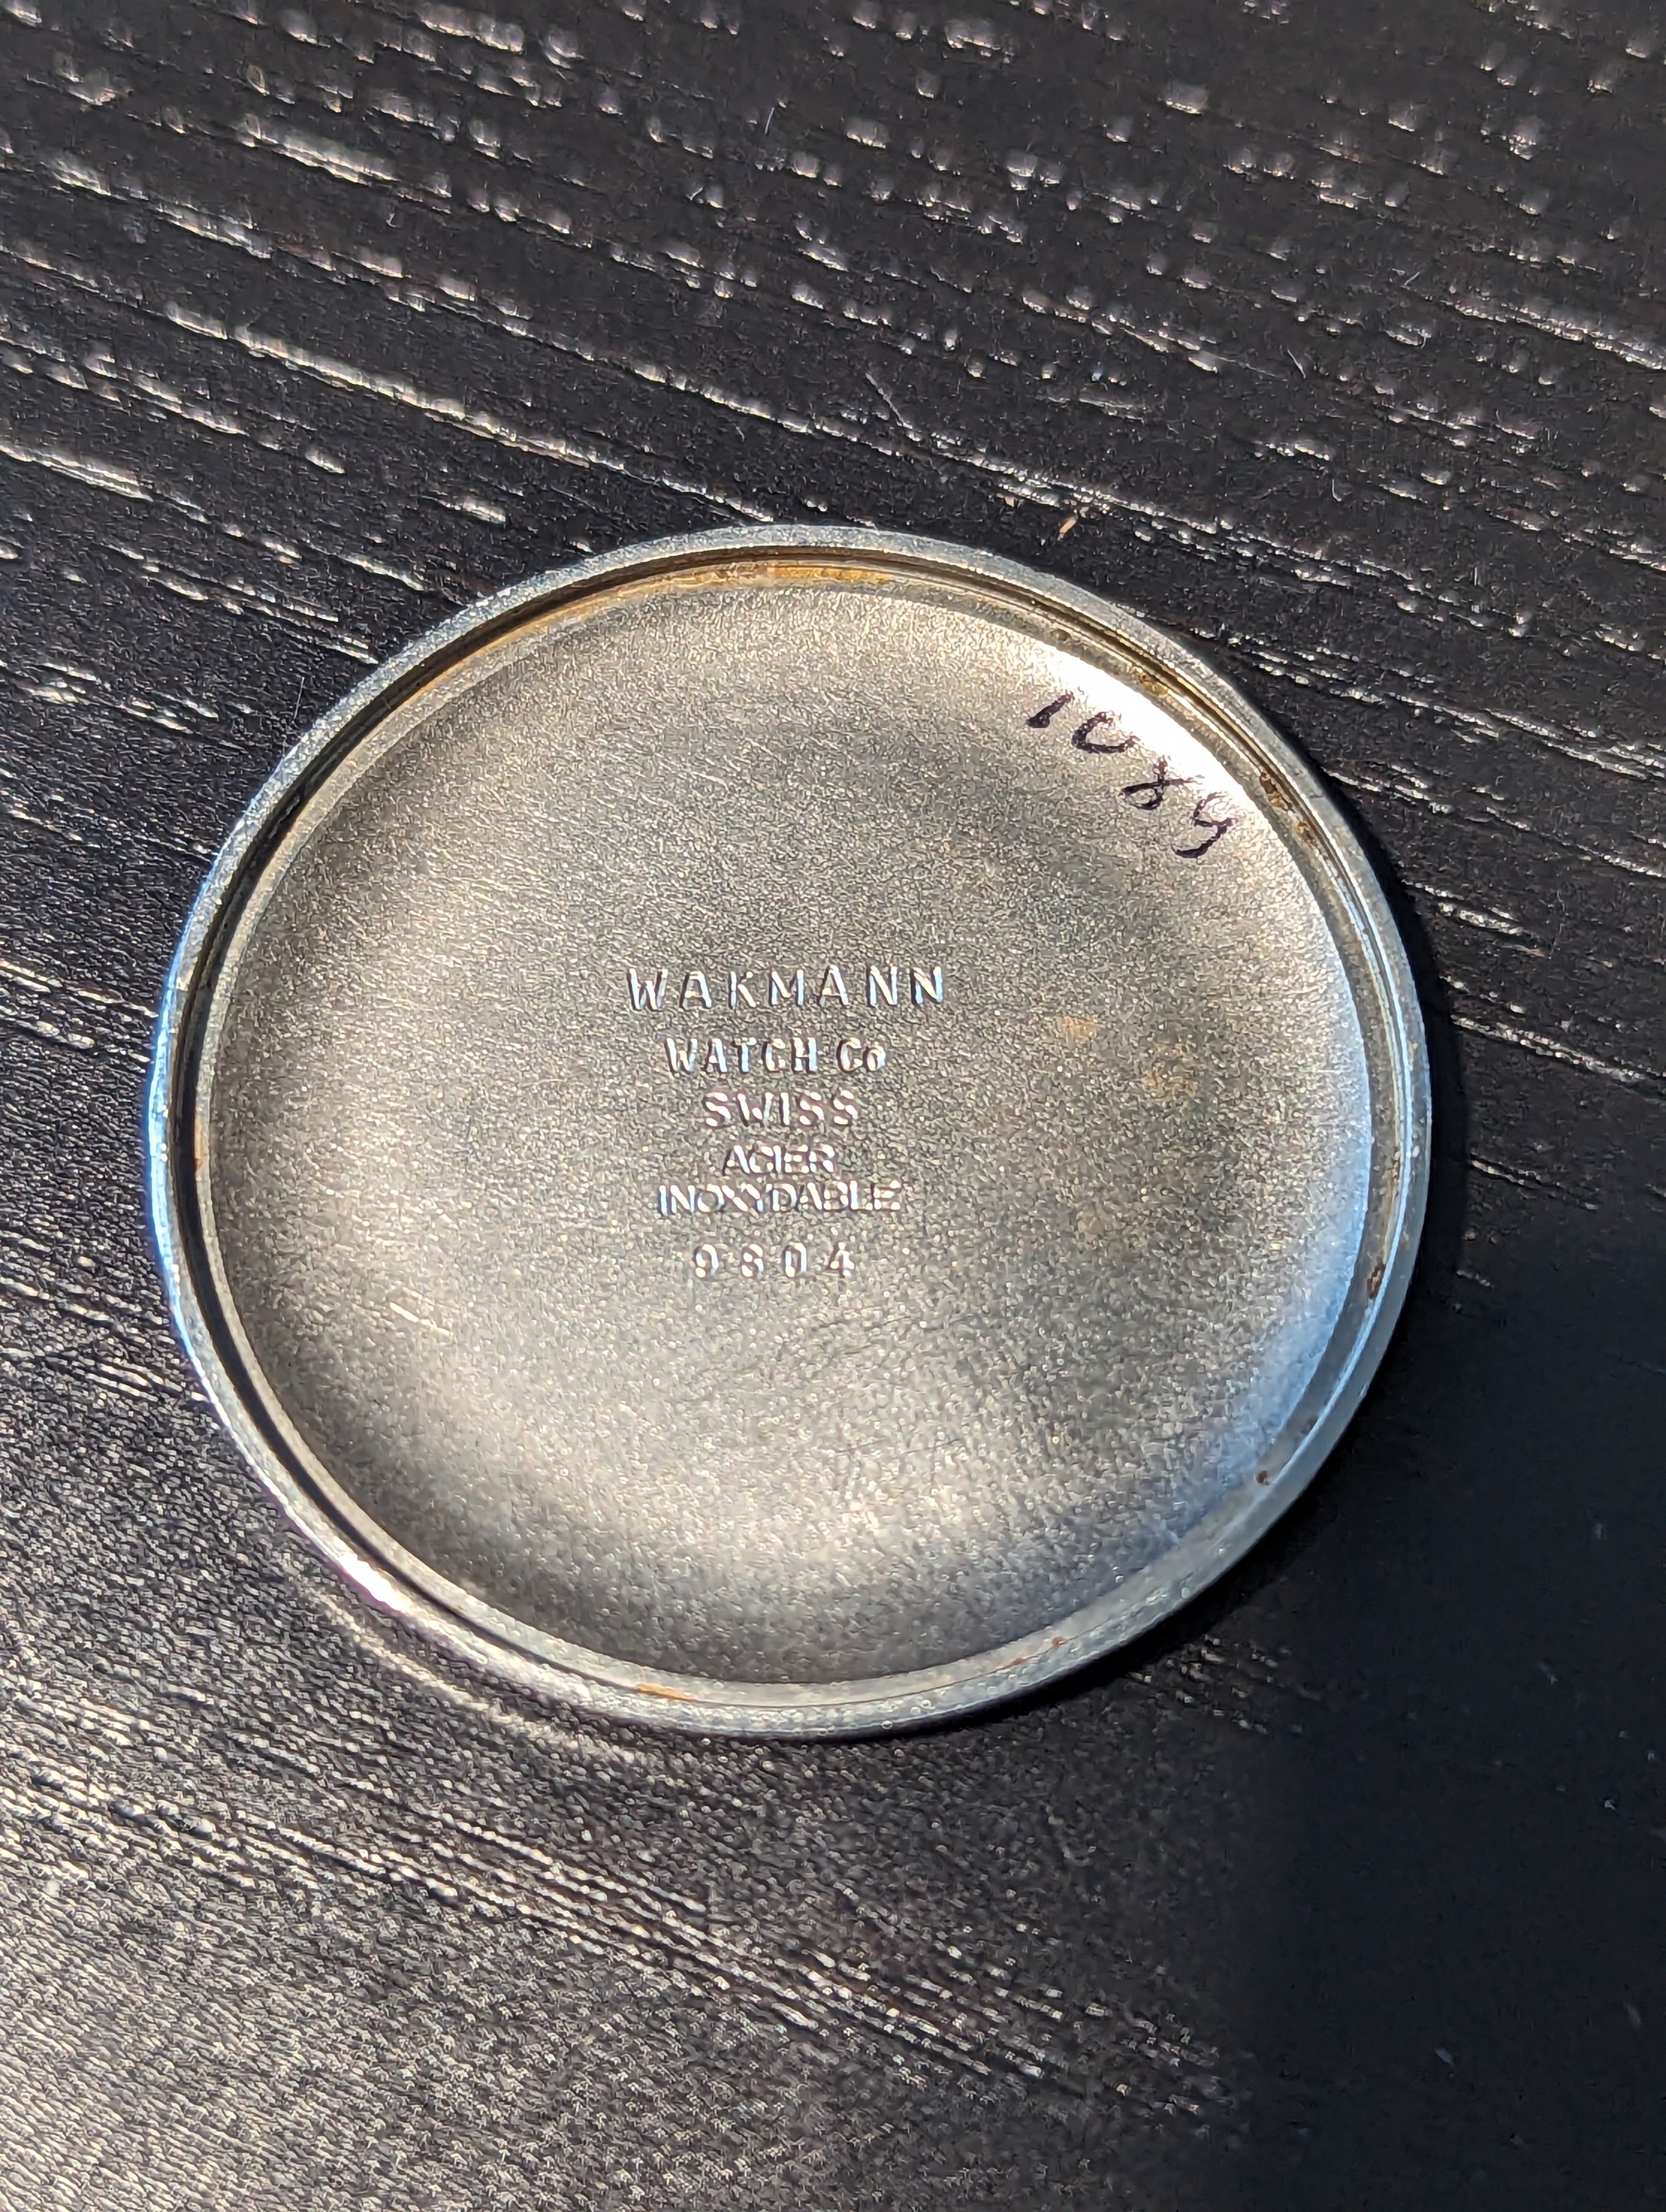 1089
WAKMANN
WATCH Co
SWISS
ACIER
INOXYDABLE
9804